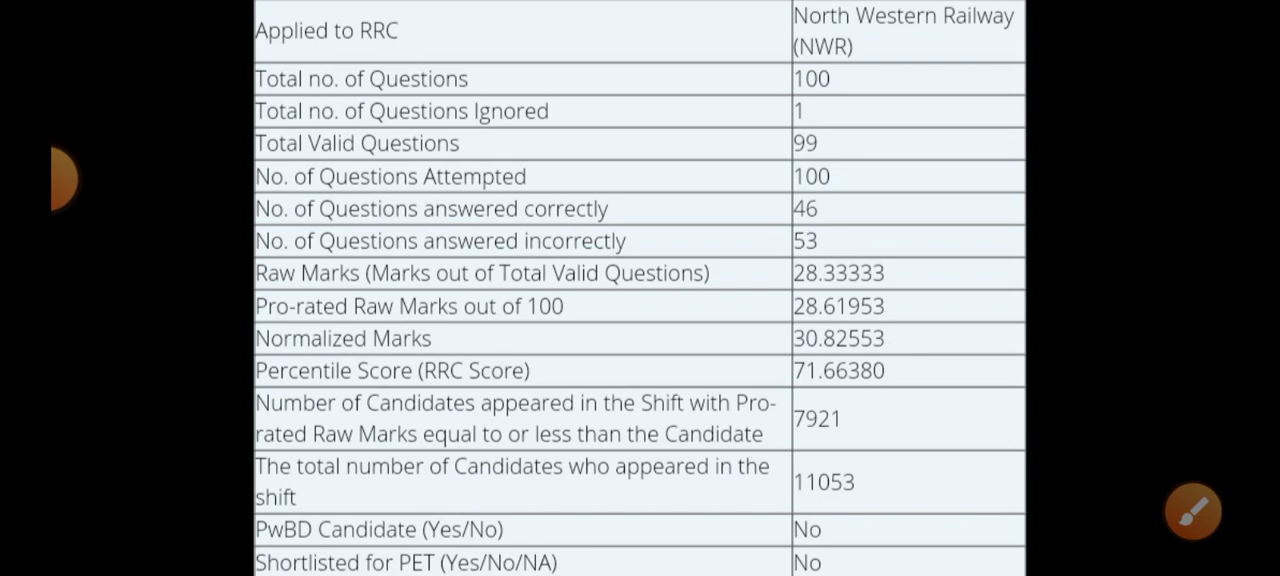 Applied to RRC
North Western Railway
(NWR)
Total no. of Questions
100
Total no. of Questions Ignored
1
Total Valid Questions
99
No. of Questions Attempted
100
No. of Questions answered correctly
46
No. of Questions answered incorrectly
53
Raw Marks (Marks out of Total Valid Questions)
28.33333
Pro-rated Raw Marks out of 100
28.61953
Normalized Marks
30.82553
Percentile Score (RRC Score)
71.66380
Number of Candidates appeared in the Shift with Pro-
rated Raw Marks equal to or less than the Candidate
7921
The total number of Candidates who appeared in the
shift
11053
PwBD Candidate (Yes/No)
No
Shortlisted for PET (Yes/No/NA)
No